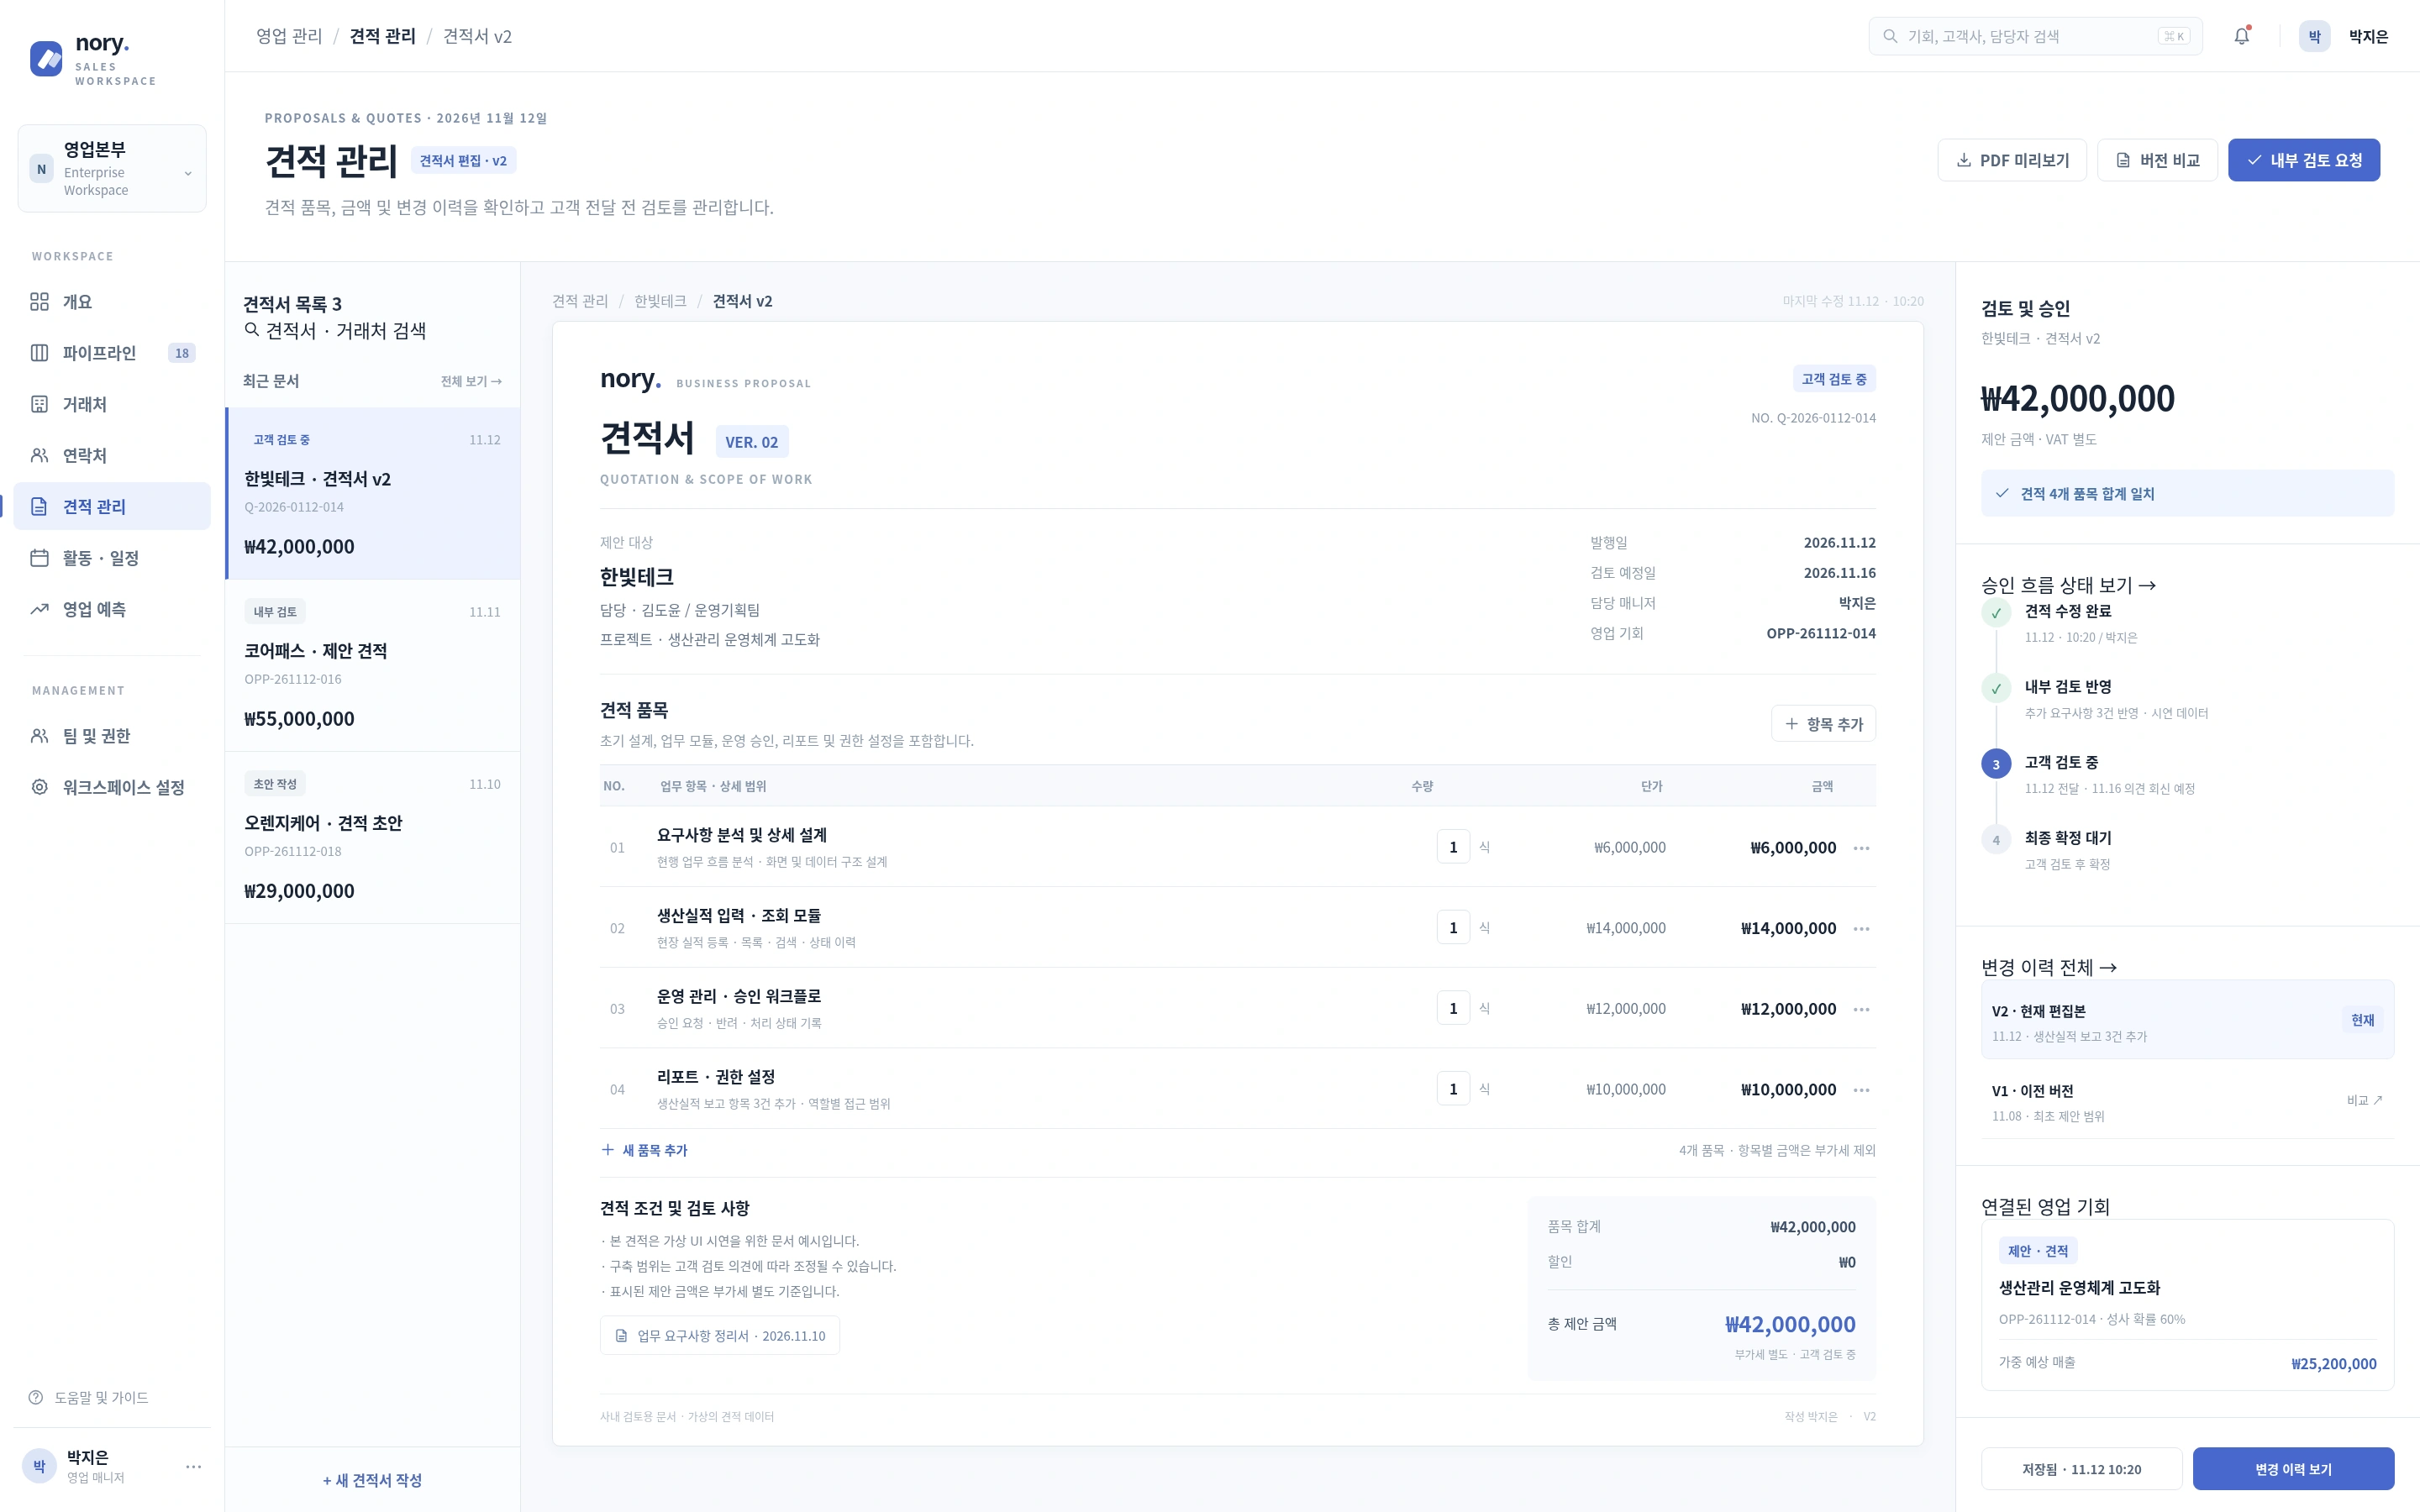 nory.
SALES
WORKSPACE
N
영업본부
Enterprise
Workspace
WORKSPACE
개요
파이프라인 18
거래처
연락처
견적 관리
활동 · 일정
영업 예측
MANAGEMENT
팀 및 권한
워크스페이스 설정
도움말 및 가이드
박
박지은
영업 매니저
영업 관리 / 견적 관리 / 견적서 v2
기회, 고객사, 담당자 검색 ⌘ K
박 박지은
PROPOSALS & QUOTES · 2026년 11월 12일
견적 관리 견적서 편집 · v2
견적 품목, 금액 및 변경 이력을 확인하고 고객 전달 전 검토를 관리합니다.
PDF 미리보기 버전 비교 내부 검토 요청
견적서 목록 3
견적서 · 거래처 검색
최근 문서 전체 보기 →
고객 검토 중 11.12
한빛테크 · 견적서 v2
Q-2026-0112-014
₩42,000,000
내부 검토 11.11
코어패스 · 제안 견적
OPP-261112-016
₩55,000,000
초안 작성 11.10
오렌지케어 · 견적 초안
OPP-261112-018
₩29,000,000
+ 새 견적서 작성
견적 관리 / 한빛테크 / 견적서 v2
마지막 수정 11.12 · 10:20
nory. BUSINESS PROPOSAL
고객 검토 중
견적서 VER. 02
NO. Q-2026-0112-014
QUOTATION & SCOPE OF WORK
제안 대상
한빛테크
담당 · 김도윤 / 운영기획팀
프로젝트 · 생산관리 운영체계 고도화
발행일 2026.11.12
검토 예정일 2026.11.16
담당 매니저 박지은
영업 기회 OPP-261112-014
견적 품목
초기 설계, 업무 모듈, 운영 승인, 리포트 및 권한 설정을 포함합니다.
+ 항목 추가
NO. 업무 항목 · 상세 범위 수량 단가 금액
01 요구사항 분석 및 상세 설계 1 식 ₩6,000,000 ₩6,000,000 ···
현행 업무 흐름 분석 · 화면 및 데이터 구조 설계
02 생산실적 입력 · 조회 모듈 1 식 ₩14,000,000 ₩14,000,000 ···
현장 실적 등록 · 목록 · 검색 · 상태 이력
03 운영 관리 · 승인 워크플로 1 식 ₩12,000,000 ₩12,000,000 ···
승인 요청 · 반려 · 처리 상태 기록
04 리포트 · 권한 설정 1 식 ₩10,000,000 ₩10,000,000 ···
생산실적 보고 항목 3건 추가 · 역할별 접근 범위
+ 새 품목 추가
4개 품목 · 항목별 금액은 부가세 제외
견적 조건 및 검토 사항
· 본 견적은 가상 UI 시연을 위한 문서 예시입니다.
· 구축 범위는 고객 검토 의견에 따라 조정될 수 있습니다.
· 표시된 제안 금액은 부가세 별도 기준입니다.
업무 요구사항 정리서 · 2026.11.10
품목 합계 ₩42,000,000
할인 ₩0
총 제안 금액 ₩42,000,000
부가세 별도 · 고객 검토 중
사내 검토용 문서 · 가상의 견적 데이터
작성 박지은 · V2
검토 및 승인
한빛테크 · 견적서 v2
₩42,000,000
제안 금액 · VAT 별도
✓ 견적 4개 품목 합계 일치
승인 흐름 상태 보기 →
✓ 견적 수정 완료
11.12 · 10:20 / 박지은
✓ 내부 검토 반영
추가 요구사항 3건 반영 · 시연 데이터
3 고객 검토 중
11.12 전달 · 11.16 의견 회신 예정
4 최종 확정 대기
고객 검토 후 확정
변경 이력 전체 →
V2 · 현재 편집본 현재
11.12 · 생산실적 보고 3건 추가
V1 · 이전 버전 비교 ↗
11.08 · 최초 제안 범위
연결된 영업 기회
제안 · 견적
생산관리 운영체계 고도화
OPP-261112-014 · 성사 확률 60%
가중 예상 매출 ₩25,200,000
저장됨 · 11.12 10:20 변경 이력 보기